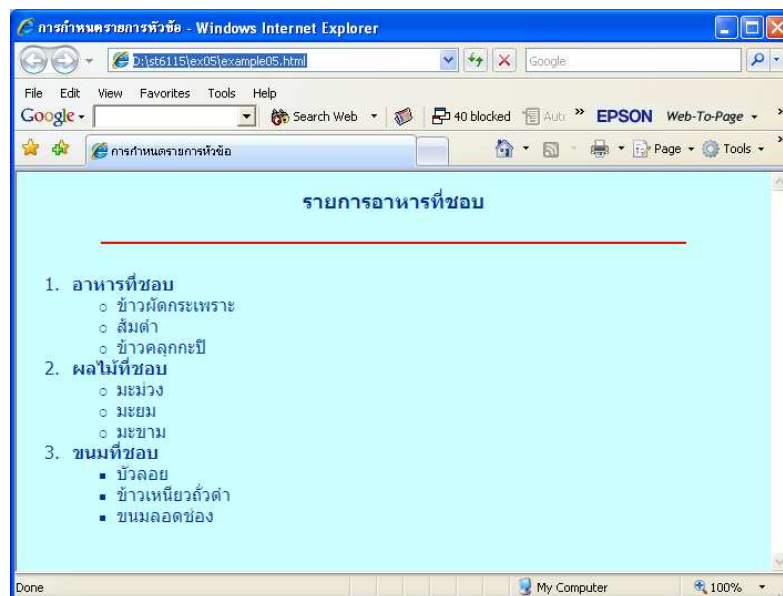 การกำหนดรายการหัวข้อ - Windows Internet Explorer
D:\st6115\ex05\example05.html Google
File Edit View Favorites Tools Help
Google Search Web 40 blocked » EPSON Web-To-Page
การกำหนดรายการหัวข้อ Page Tools
รายการอาหารที่ชอบ
1. อาหารที่ชอบ
○ ข้าวผัดกระเพราะ
○ ส้มตำ
○ ข้าวคลุกกะปิ
2. ผลไม้ที่ชอบ
○ มะม่วง
○ มะยม
○ มะขาม
3. ขนมที่ชอบ
▪ บัวลอย
▪ ข้าวเหนียวถั่วดำ
▪ ขนมลอดช่อง
Done My Computer 100%